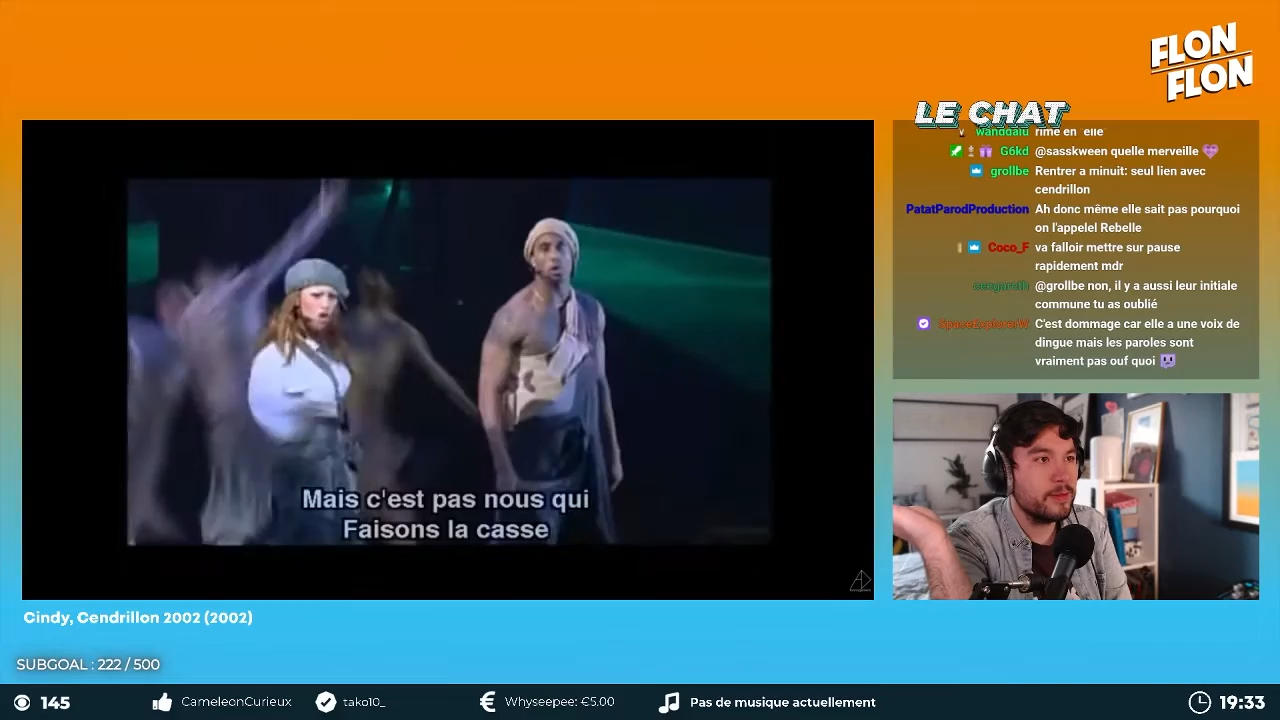 FLON
FLON
LE CHAT
wanddalu rime en elle
G6kd @sasskween quelle merveille
grollbe Rentrer a minuit: seul lien avec
cendrillon
PatatParodProduction Ah donc même elle sait pas pourquoi
on l'appelel Rebelle
Coco_F va falloir mettre sur pause
rapidement mdr
@grollbe non, il y a aussi leur initiale
commune tu as oublié
SpaceExplorerW C'est dommage car elle a une voix de
dingue mais les paroles sont
vraiment pas ouf quoi
Mais c'est pas nous qui
Faisons la casse
Cindy, Cendrillon 2002 (2002)
SUBGOAL : 222 / 500
145
CameleonCurieux
tako10_
€ Whyseepee: €5.00
Pas de musique actuellement
19:33